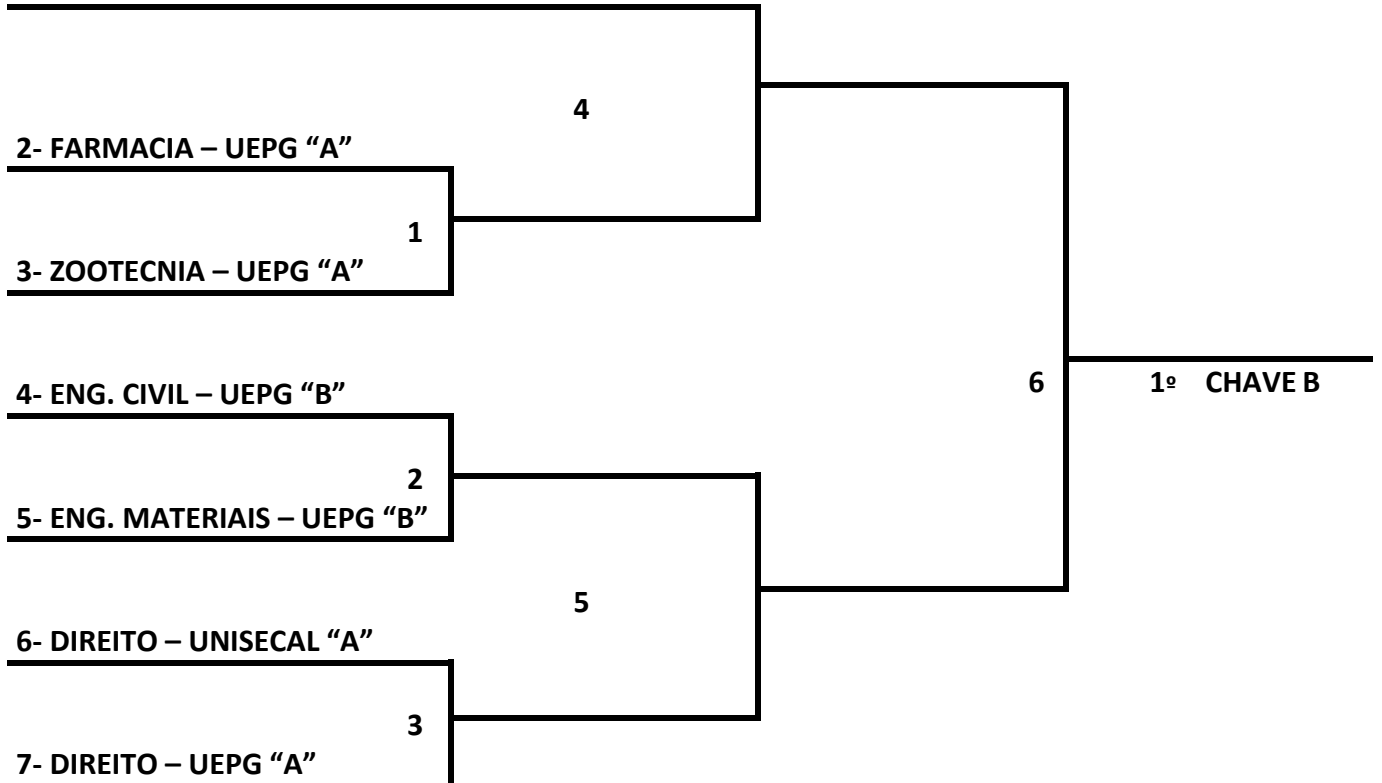 4
2- FARMACIA – UEPG “A”
1
3- ZOOTECNIA – UEPG “A”
4- ENG. CIVIL – UEPG “B”
6
1º CHAVE B
2
5- ENG. MATERIAIS – UEPG “B”
5
6- DIREITO – UNISECAL “A”
3
7- DIREITO – UEPG “A”